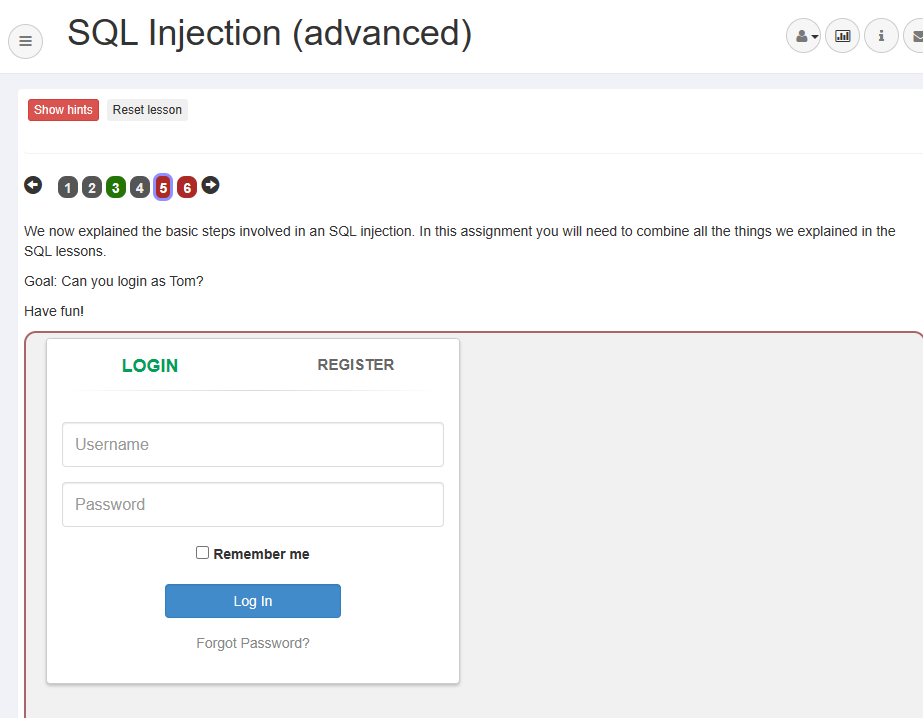 SQL Injection (advanced)
Show hints
Reset lesson
1 2 3 4 5 6
We now explained the basic steps involved in an SQL injection. In this assignment you will need to combine all the things we explained in the
SQL lessons.
Goal: Can you login as Tom?
Have fun!
LOGIN
REGISTER
Username
Password
Remember me
Log In
Forgot Password?